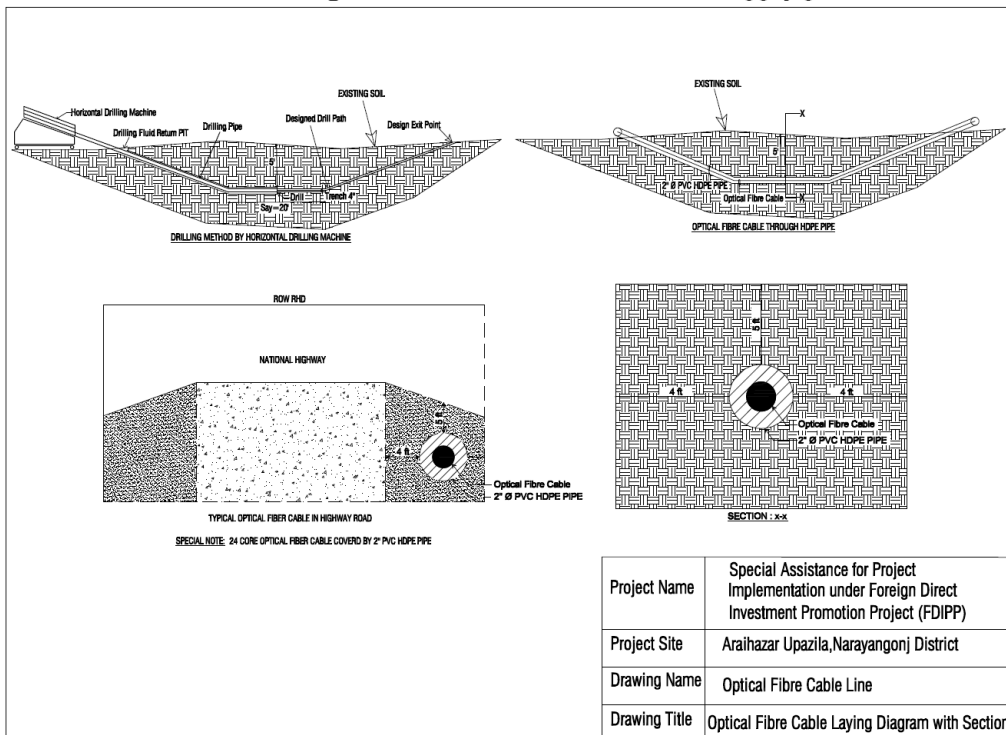 EXISTING SOIL
Horizontal Drilling Machine
Designed Drill Path
Design Exit Point
Drilling Pipe
Drilling Fluid Return PIT
5'
Drill
Trench 4"
Say=20'
DRILLING METHOD BY HORIZONTAL DRILLING MACHINE
EXISTING SOIL
X
2" Ø PVC HDPE PIPE
Optical Fibre Cable
X
OPTICAL FIBRE CABLE THROUGH HDPE PIPE
ROW RHD
NATIONAL HIGHWAY
5 ft
4 ft
Optical Fibre Cable
2" Ø PVC HDPE PIPE
TYPICAL OPTICAL FIBER CABLE IN HIGHWAY ROAD
SPECIAL NOTE: 24 CORE OPTICAL FIBER CABLE COVERD BY 2" PVC HDPE PIPE
5 ft
4 ft
4 ft
Optical Fibre Cable
2" Ø PVC HDPE PIPE
SECTION : x-x
Project Name
Special Assistance for Project
Implementation under Foreign Direct
Investment Promotion Project (FDIPP)
Project Site
Araihazar Upazila,Narayangonj District
Drawing Name
Optical Fibre Cable Line
Drawing Title
Optical Fibre Cable Laying Diagram with Section